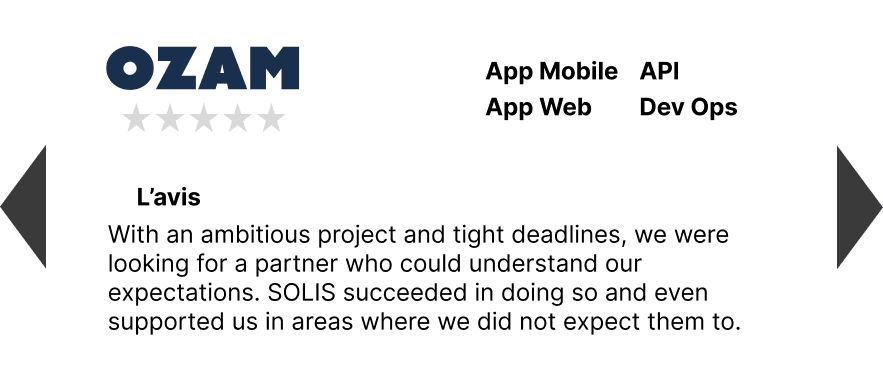 OZAM
App Mobile API
App Web Dev Ops
L’avis
With an ambitious project and tight deadlines, we were
looking for a partner who could understand our
expectations. SOLIS succeeded in doing so and even
supported us in areas where we did not expect them to.